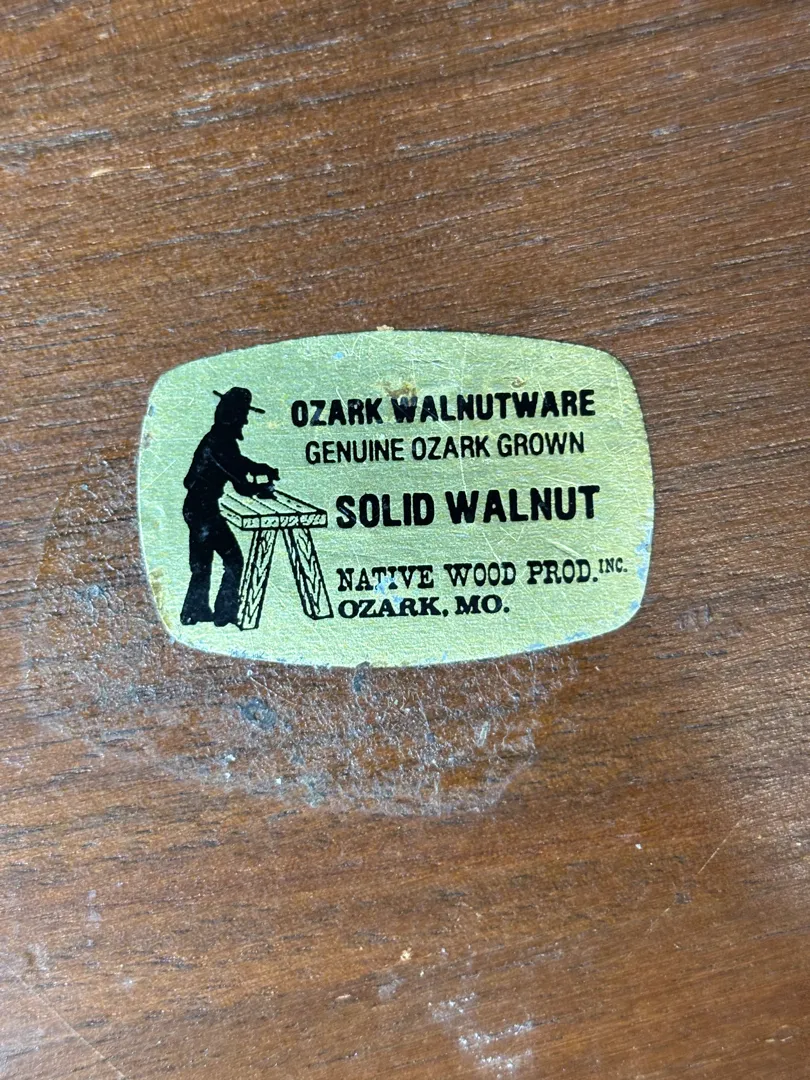 OZARK WALNUTWARE
GENUINE OZARK GROWN
SOLID WALNUT
NATIVE WOOD PROD. INC.
OZARK, MO.